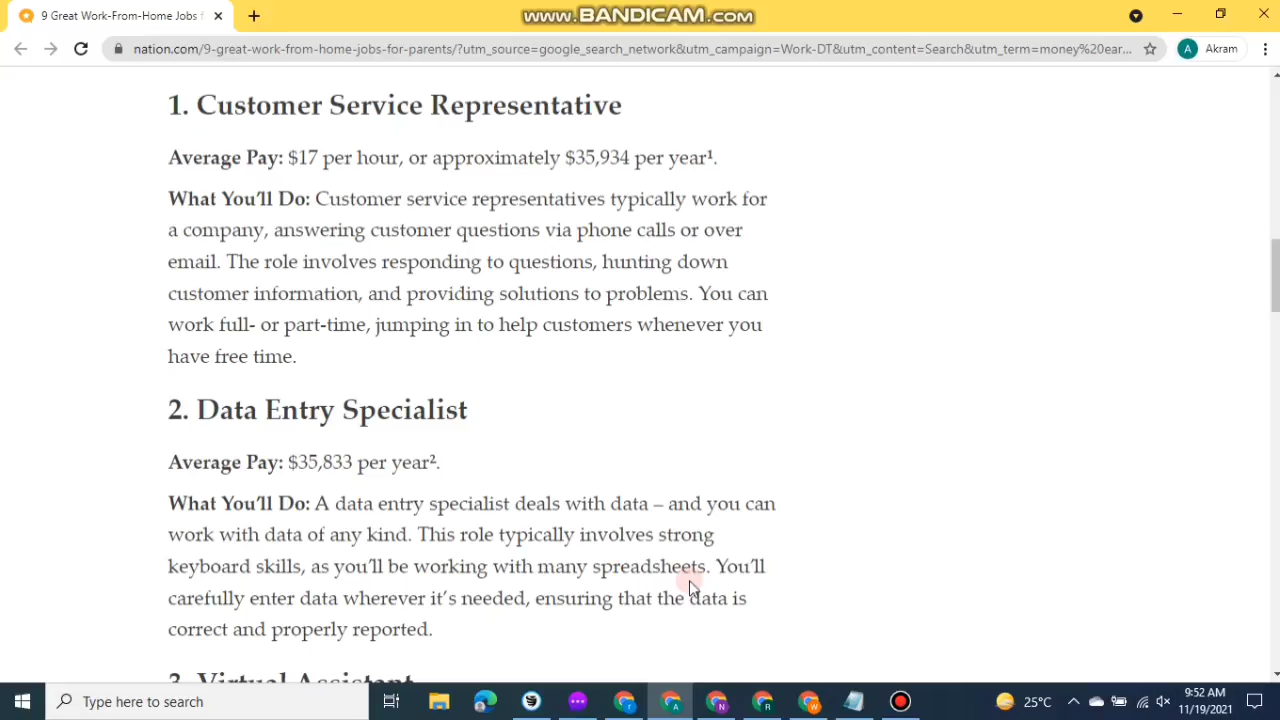 9 Great Work-From-Home Jobs f
www.BANDICAM.com
nation.com/9-great-work-from-home-jobs-for-parents/?utm_source=google_search_network&utm_campaign=Work-DT&utm_content=Search&utm_term=money%20ear...
A Akram
1. Customer Service Representative
Average Pay: $17 per hour, or approximately $35,934 per year¹.
What You'll Do: Customer service representatives typically work for
a company, answering customer questions via phone calls or over
email. The role involves responding to questions, hunting down
customer information, and providing solutions to problems. You can
work full- or part-time, jumping in to help customers whenever you
have free time.
2. Data Entry Specialist
Average Pay: $35,833 per year².
What You'll Do: A data entry specialist deals with data – and you can
work with data of any kind. This role typically involves strong
keyboard skills, as you'll be working with many spreadsheets. You'll
carefully enter data wherever it's needed, ensuring that the data is
correct and properly reported.
3. Virtual Assistant
Type here to search
25°C
9:52 AM
11/19/2021